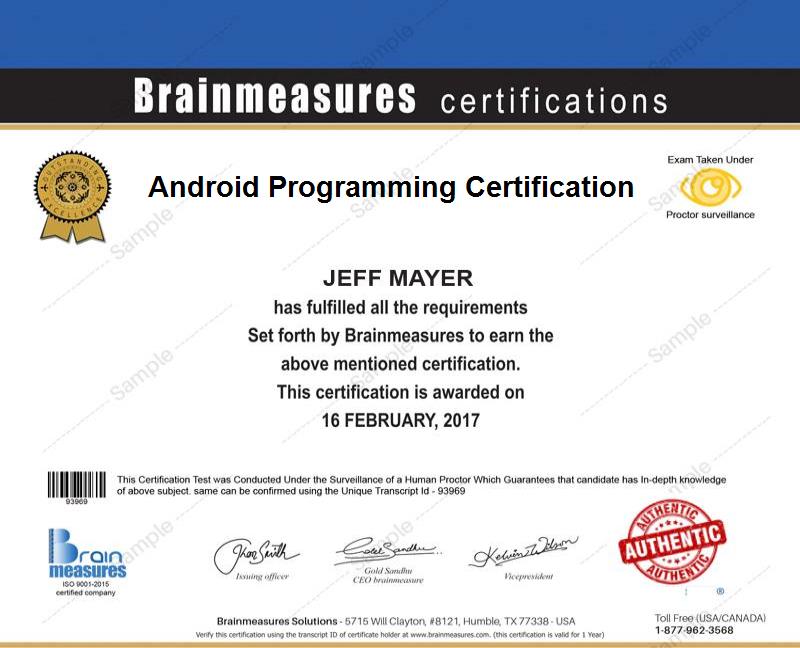 Brainmeasures certifications
OUTSTANDING
EXCELLENCE
Android Programming Certification
Exam Taken Under
Proctor surveillance
JEFF MAYER
has fulfilled all the requirements
Set forth by Brainmeasures to earn the
above mentioned certification.
This certification is awarded on
16 FEBRUARY, 2017
This Certification Test was Conducted Under the Surveillance of a Human Proctor Which Guarantees that candidate has In-depth knowledge
of above subject. same can be confirmed using the Unique Transcript Id - 93969
93969
Brain
measures
ISO 9001-2015
certified company
Issuing officer
Gold Sandhu
CEO brainmeasure
Kelvin Wilson
Vicepresident
AUTHENTIC
AUTHENTIC
AUTHENTIC
®
Brainmeasures Solutions - 5715 Will Clayton, #8121, Humble, TX 77338 - USA
Verify this certification using the transcript ID of certificate holder at www.brainmeasures.com. (this certification is valid for 1 Year)
Toll Free (USA/CANADA)
1-877-962-3568
Sample
Sample
Sample
Sample
Sample
Sample
Sample
Sample
Sample
Sample